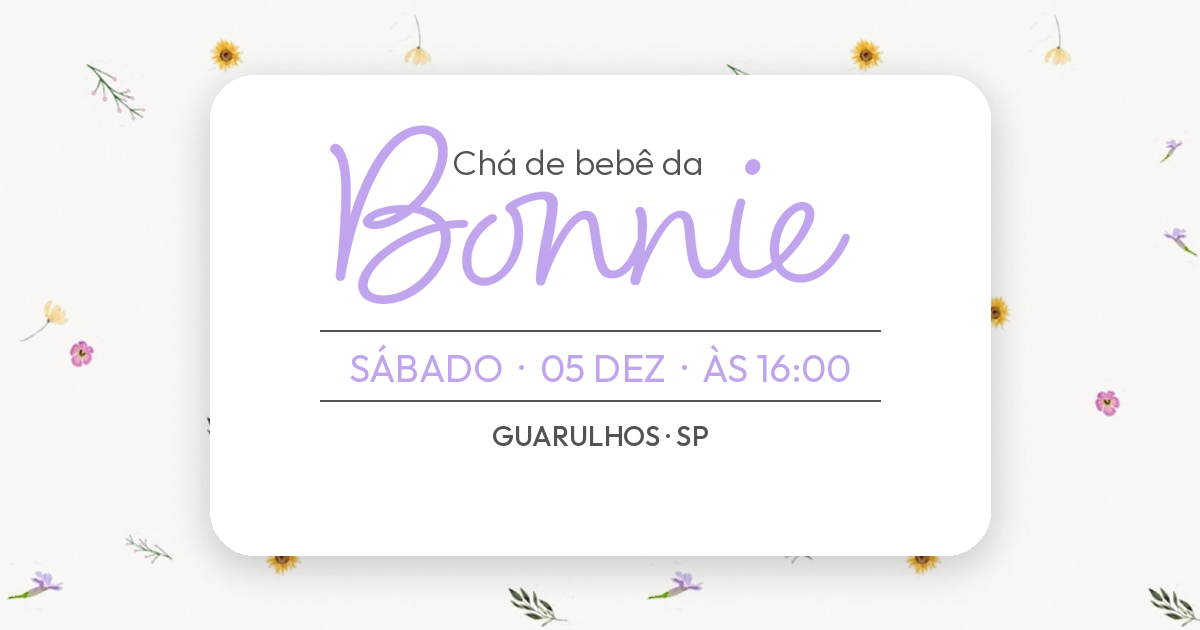 Chá de bebê da
Bonnie
SÁBADO · 05 DEZ · ÀS 16:00
GUARULHOS · SP